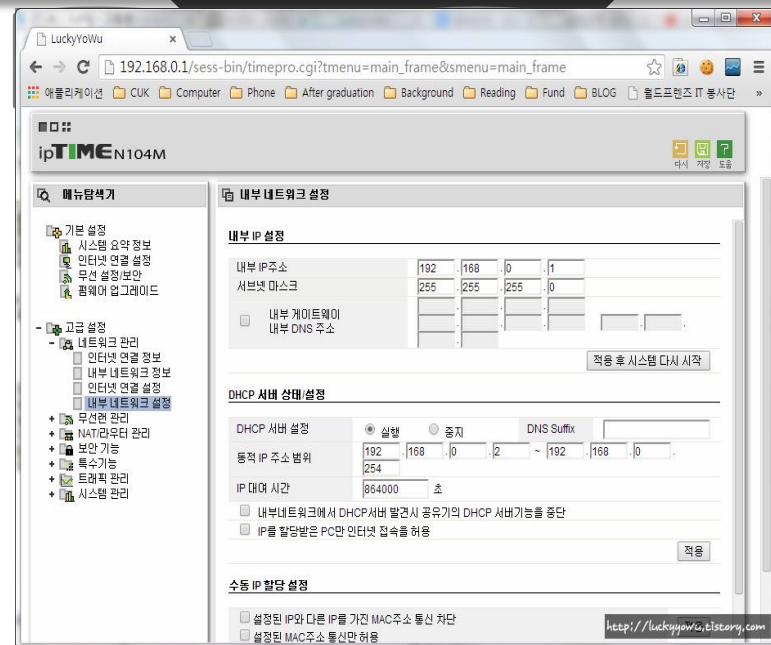 LuckyYoWu
192.168.0.1/sess-bin/timepro.cgi?tmenu=main_frame&smenu=main_frame
애플리케이션 CUK Computer Phone After graduation Background Reading Fund BLOG 월드프렌즈 IT 봉사단 »
ipTIME N104M
다시 저장 도움
메뉴탐색기
기본 설정
시스템 요약 정보
인터넷 연결 설정
무선 설정/보안
펌웨어 업그레이드
고급 설정
네트워크 관리
인터넷 연결 정보
내부 네트워크 정보
인터넷 연결 설정
내부 네트워크 설정
무선랜 관리
NAT/라우터 관리
보안 기능
특수기능
트래픽 관리
시스템 관리
내부 네트워크 설정
내부 IP 설정
내부 IP주소 192 . 168 . 0 . 1
서브넷 마스크 255 . 255 . 255 . 0
내부 게이트웨이
내부 DNS 주소
적용 후 시스템 다시 시작
DHCP 서버 상태/설정
DHCP 서버 설정 실행 중지 DNS Suffix
동적 IP 주소 범위 192 . 168 . 0 . 2 ~ 192 . 168 . 0 .
254
IP 대여 시간 864000 초
내부네트워크에서 DHCP서버 발견시 공유기의 DHCP 서버기능을 중단
IP를 할당받은 PC만 인터넷 접속을 허용
적용
수동 IP 할당 설정
설정된 IP와 다른 IP를 가진 MAC주소 통신 차단
설정된 MAC주소 통신만 허용
http://luckyyowu.tistory.com